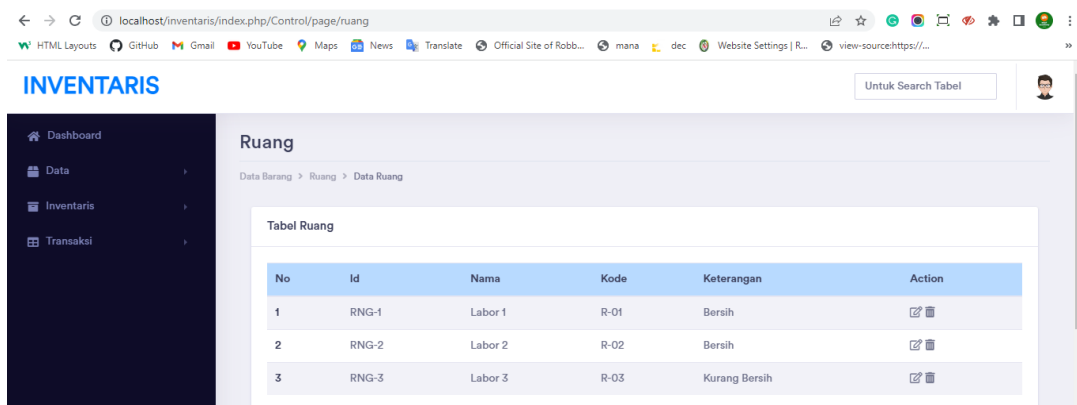 localhost/inventaris/index.php/Control/page/ruang
HTML Layouts GitHub Gmail YouTube Maps News Translate Official Site of Robb... mana dec Website Settings | R... view-source:https://... »
INVENTARIS Untuk Search Tabel
Dashboard
Data
Inventaris
Transaksi
Ruang
Data Barang > Ruang > Data Ruang
Tabel Ruang
No Id Nama Kode Keterangan Action
1 RNG-1 Labor 1 R-01 Bersih
2 RNG-2 Labor 2 R-02 Bersih
3 RNG-3 Labor 3 R-03 Kurang Bersih